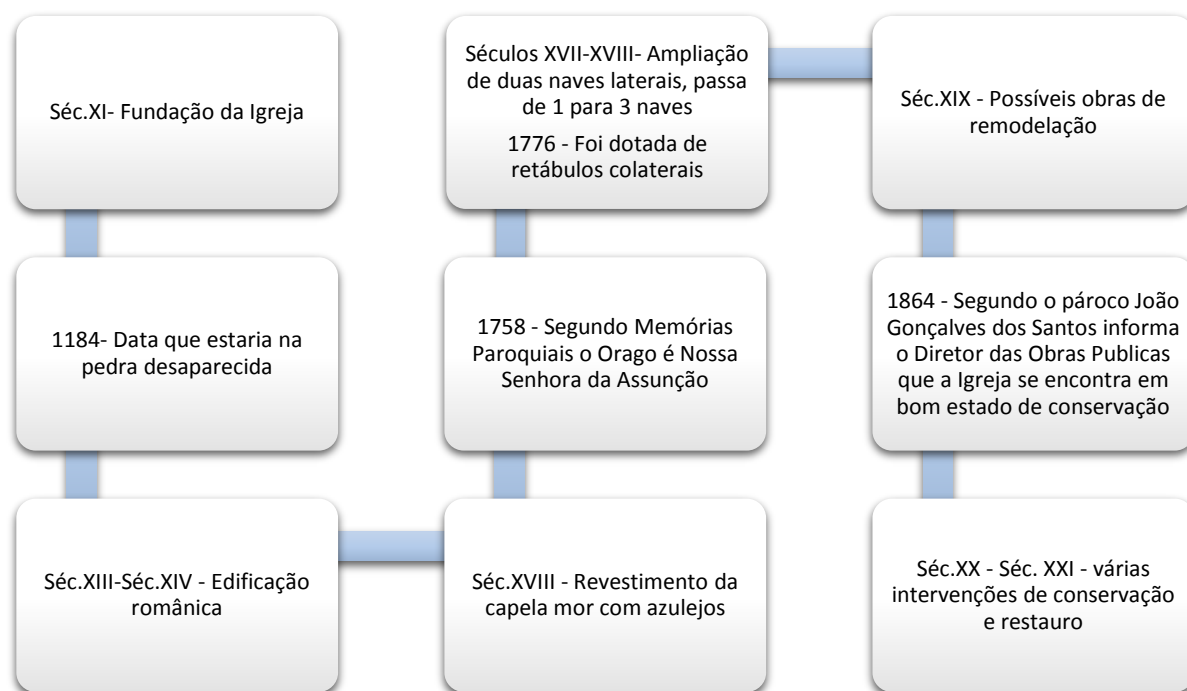 Séc.XI- Fundação da Igreja
1184- Data que estaria na
pedra desaparecida
Séc.XIII-Séc.XIV - Edificação
românica
Séc.XVIII - Revestimento da
capela mor com azulejos
1758 - Segundo Memórias
Paroquiais o Orago é Nossa
Senhora da Assunção
Séculos XVII-XVIII- Ampliação
de duas naves laterais, passa
de 1 para 3 naves
1776 - Foi dotada de
retábulos colaterais
Séc.XIX - Possíveis obras de
remodelação
1864 - Segundo o pároco João
Gonçalves dos Santos informa
o Diretor das Obras Publicas
que a Igreja se encontra em
bom estado de conservação
Séc.XX - Séc. XXI - várias
intervenções de conservação
e restauro